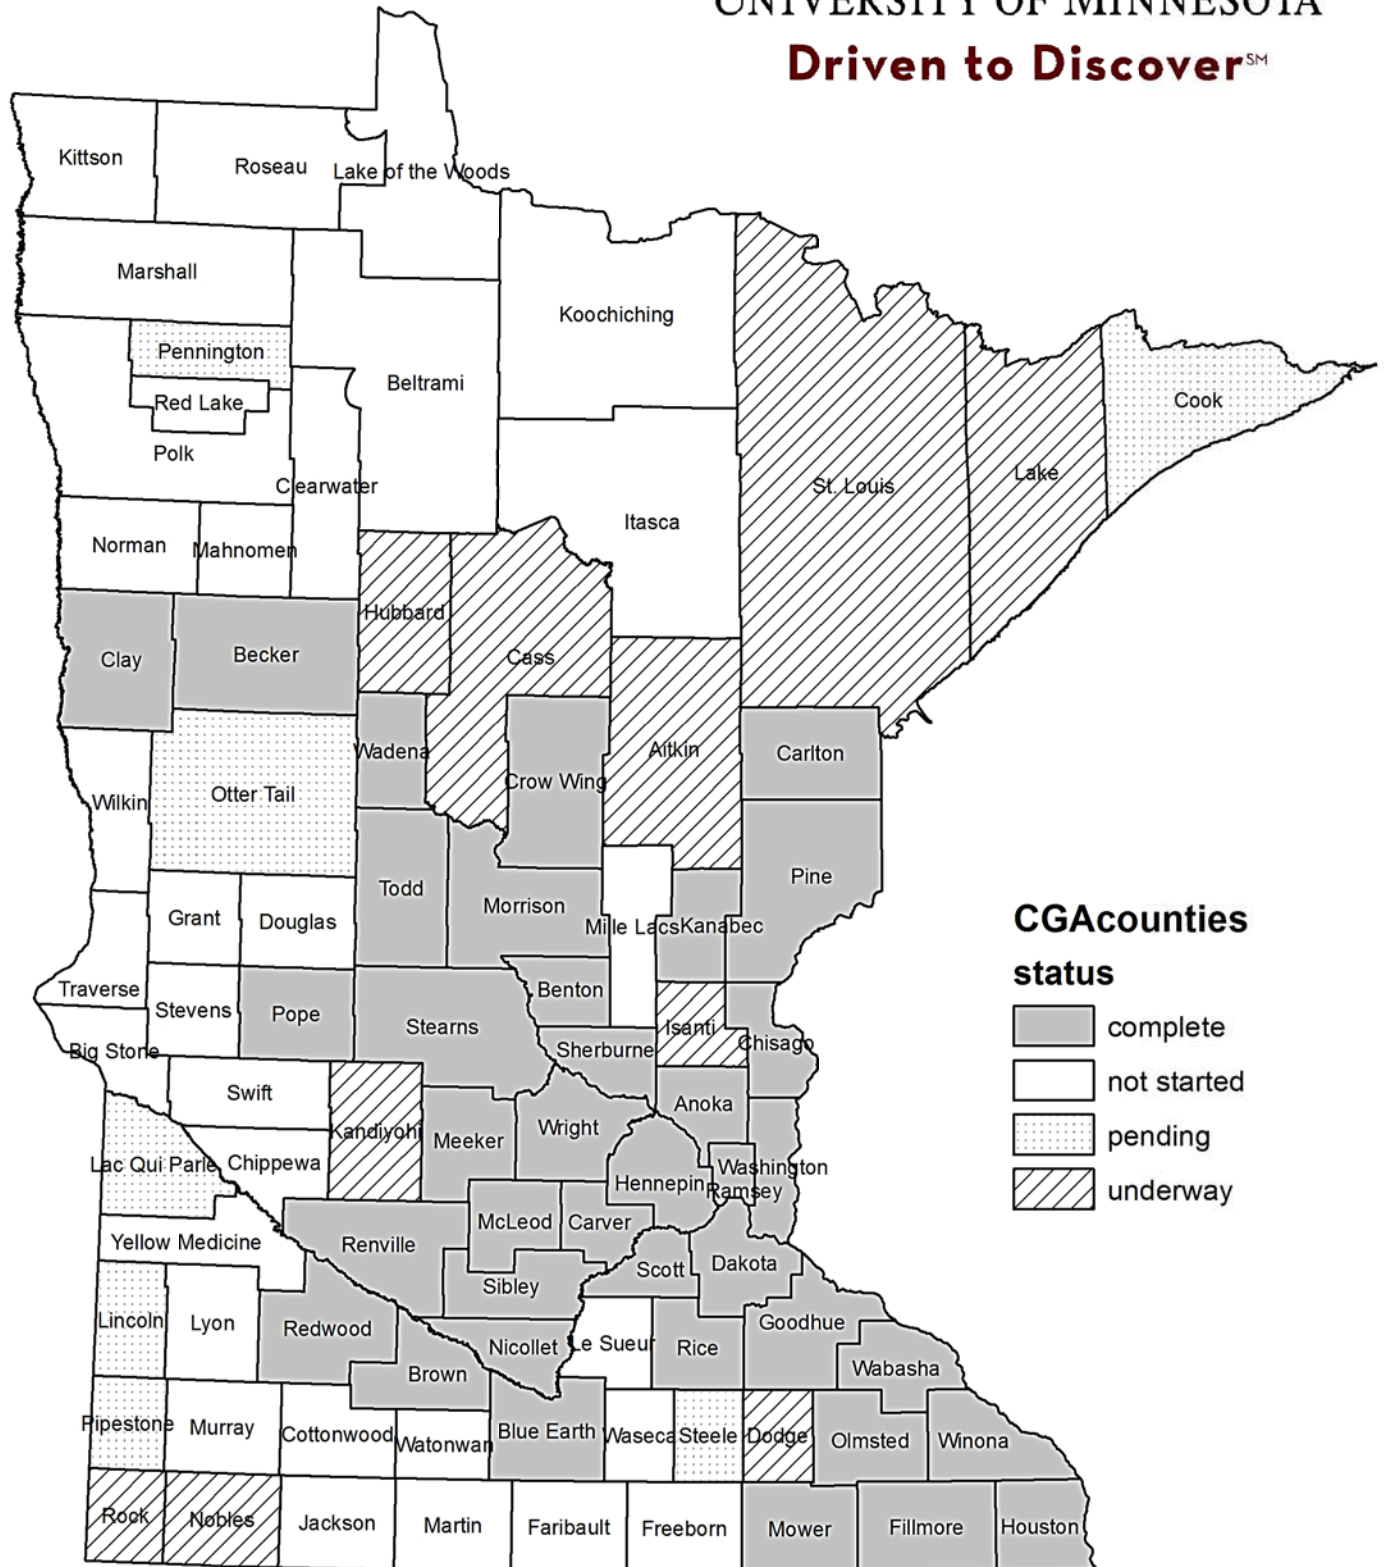 UNIVERSITY OF MINNESOTA
Driven to Discover℠
Kittson
Roseau
Lake of the Woods
Marshall
Koochiching
Pennington
Beltrami
Red Lake
Cook
Polk
Clearwater
St. Louis
Lake
Itasca
Norman
Mahnomen
Hubbard
Clay
Becker
Cass
Wadena
Aitkin
Carlton
Crow Wing
Otter Tail
Wilkin
Todd
Pine
Morrison
Grant
Douglas
Mille Lacs
Kanabec
CGAcounties
status
Traverse
Benton
Stevens
Pope
Stearns
Isanti
complete
Chisago
Big Stone
Sherburne
not started
Swift
Anoka
Kandiyohi
Meeker
Wright
pending
Lac Qui Parle
Chippewa
Washington
Hennepin
Ramsey
underway
McLeod
Carver
Yellow Medicine
Renville
Dakota
Scott
Sibley
Lincoln
Lyon
Redwood
Goodhue
Nicollet
Le Sueur
Rice
Brown
Wabasha
Pipestone
Murray
Cottonwood
Watonwan
Blue Earth
Waseca
Steele
Dodge
Olmsted
Winona
Rock
Nobles
Jackson
Martin
Faribault
Freeborn
Mower
Fillmore
Houston